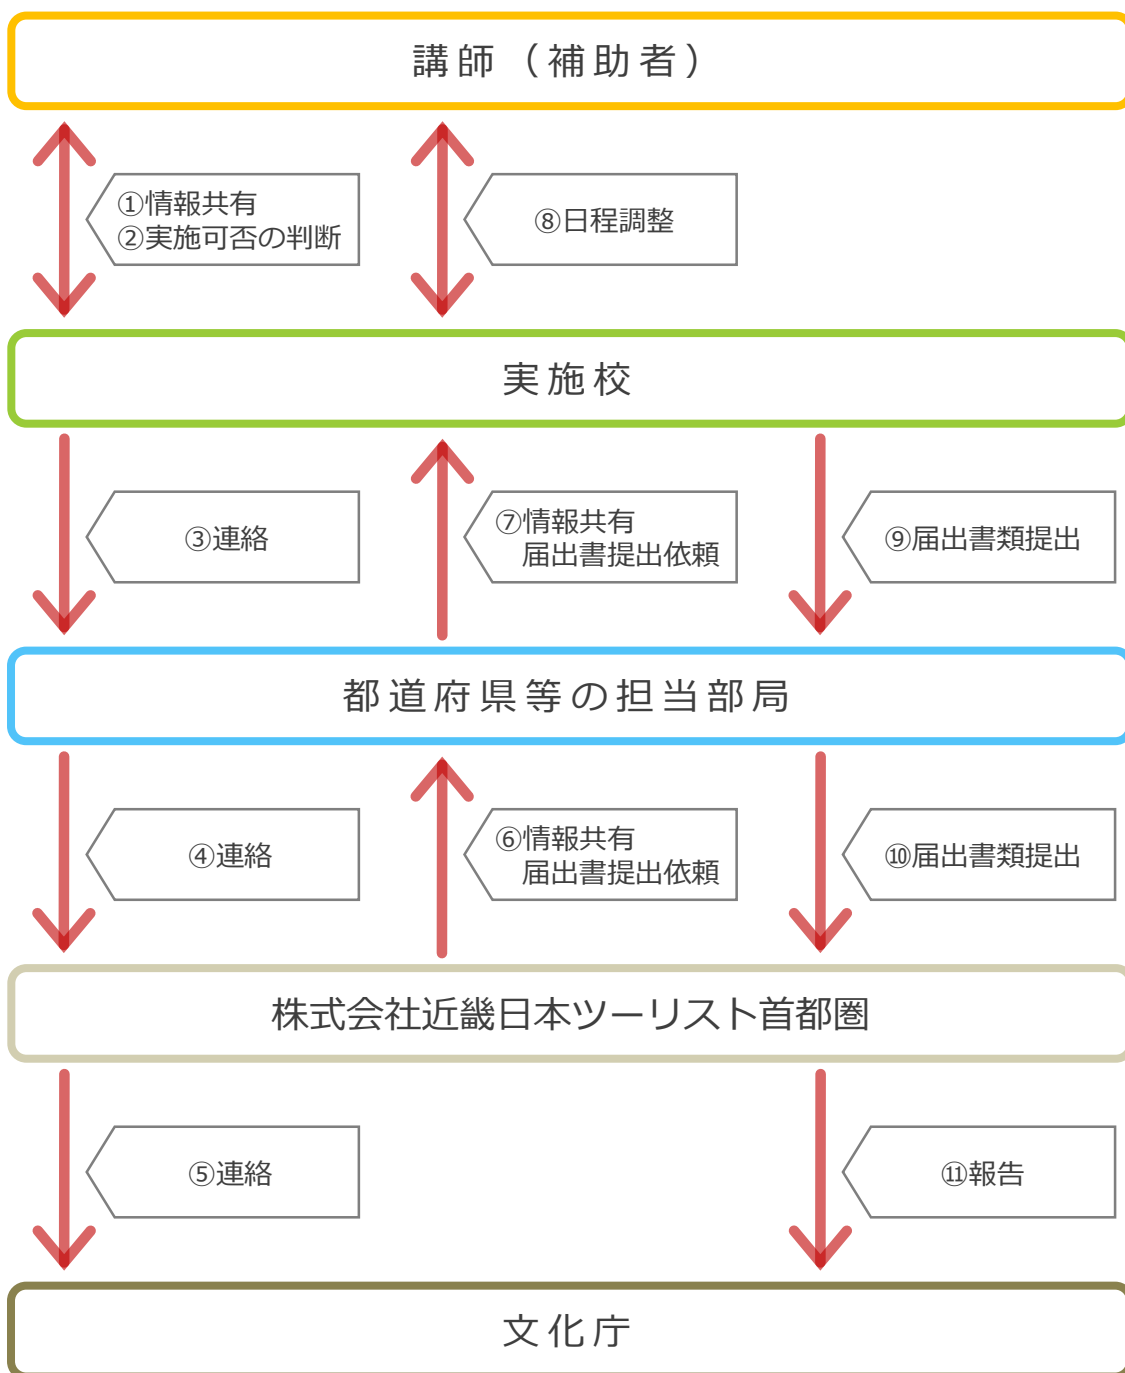 講師（補助者）
①情報共有
②実施可否の判断
⑧日程調整
実施校
③連絡
⑦情報共有
届出書提出依頼
⑨届出書類提出
都道府県等の担当部局
④連絡
⑥情報共有
届出書提出依頼
⑩届出書類提出
株式会社近畿日本ツーリスト首都圏
⑤連絡
⑪報告
文化庁